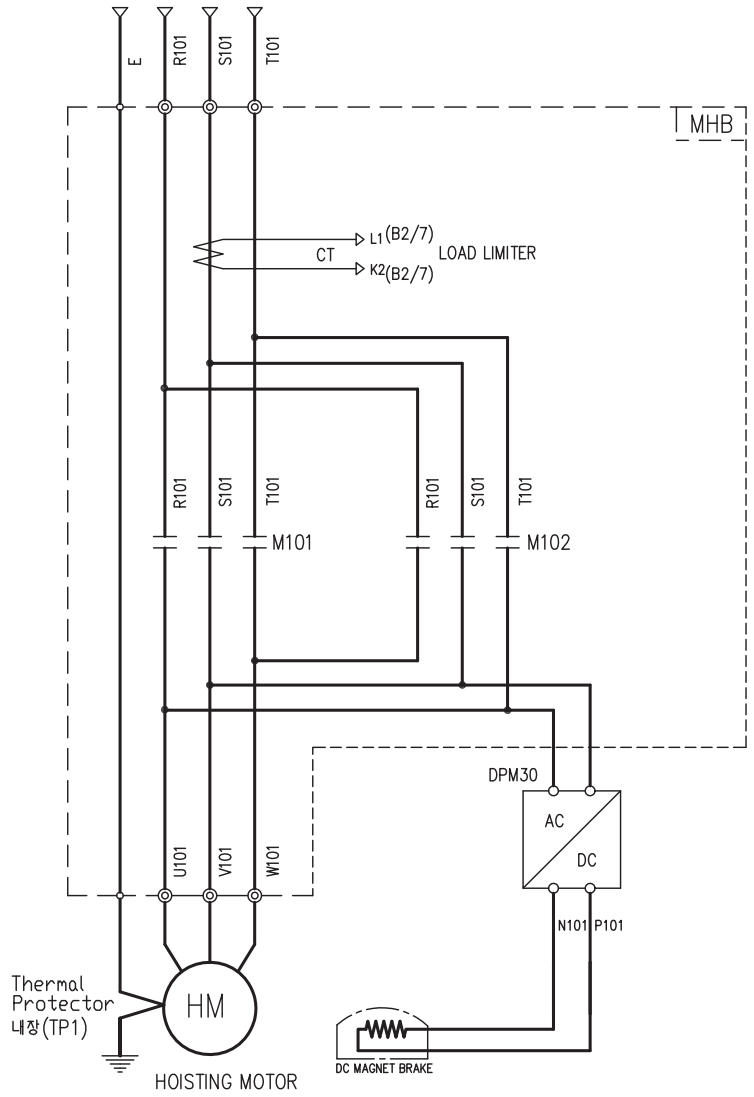 E
R101
S101
T101
MHB
L1(B2/7)
CT
LOAD LIMITER
K2(B2/7)
R101
S101
T101
R101
S101
T101
M101
M102
DPM30
AC
DC
U101
V101
W101
N101
P101
Thermal
Protector
내장(TP1)
HM
DC MAGNET BRAKE
HOISTING MOTOR